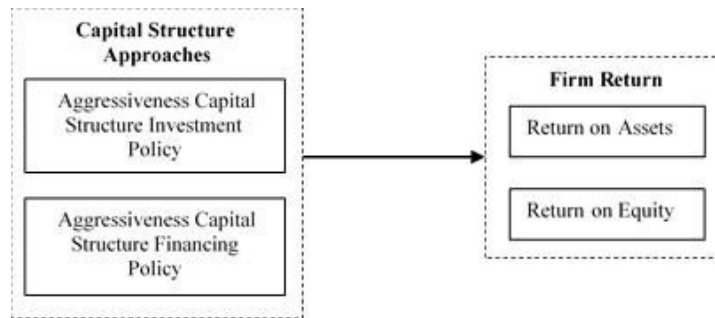 Capital Structure
Approaches
Aggressiveness Capital
Structure Investment
Policy
Aggressiveness Capital
Structure Financing
Policy
Firm Return
Return on Assets
Return on Equity